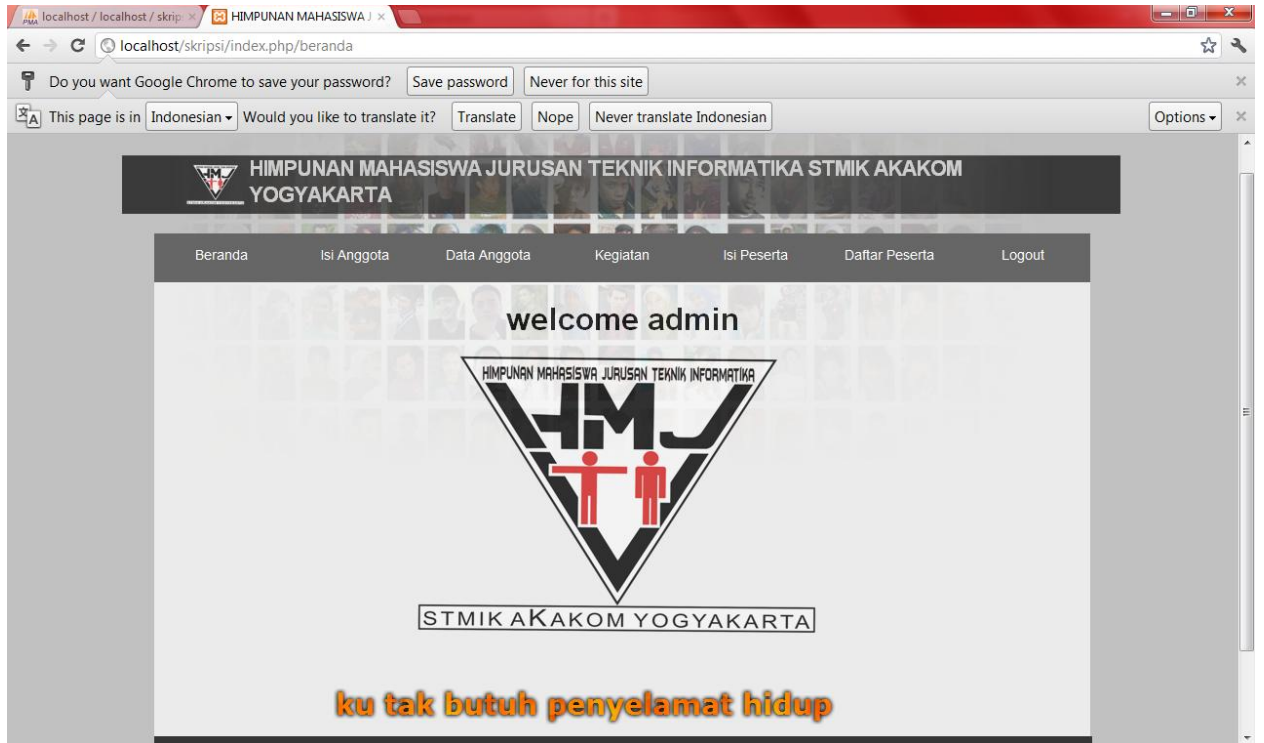 localhost / localhost / skrip
HIMPUNAN MAHASISWA J
localhost/skripsi/index.php/beranda
Do you want Google Chrome to save your password? Save password Never for this site
This page is in Indonesian Would you like to translate it? Translate Nope Never translate Indonesian Options
HMJ
HIMPUNAN MAHASISWA JURUSAN TEKNIK INFORMATIKA STMIK AKAKOM
YOGYAKARTA
Beranda Isi Anggota Data Anggota Kegiatan Isi Peserta Daftar Peserta Logout
welcome admin
HIMPUNAN MAHASISWA JURUSAN TEKNIK INFORMATIKA
HMJ
STMIK AKAKOM YOGYAKARTA
ku tak butuh penyelamat hidup